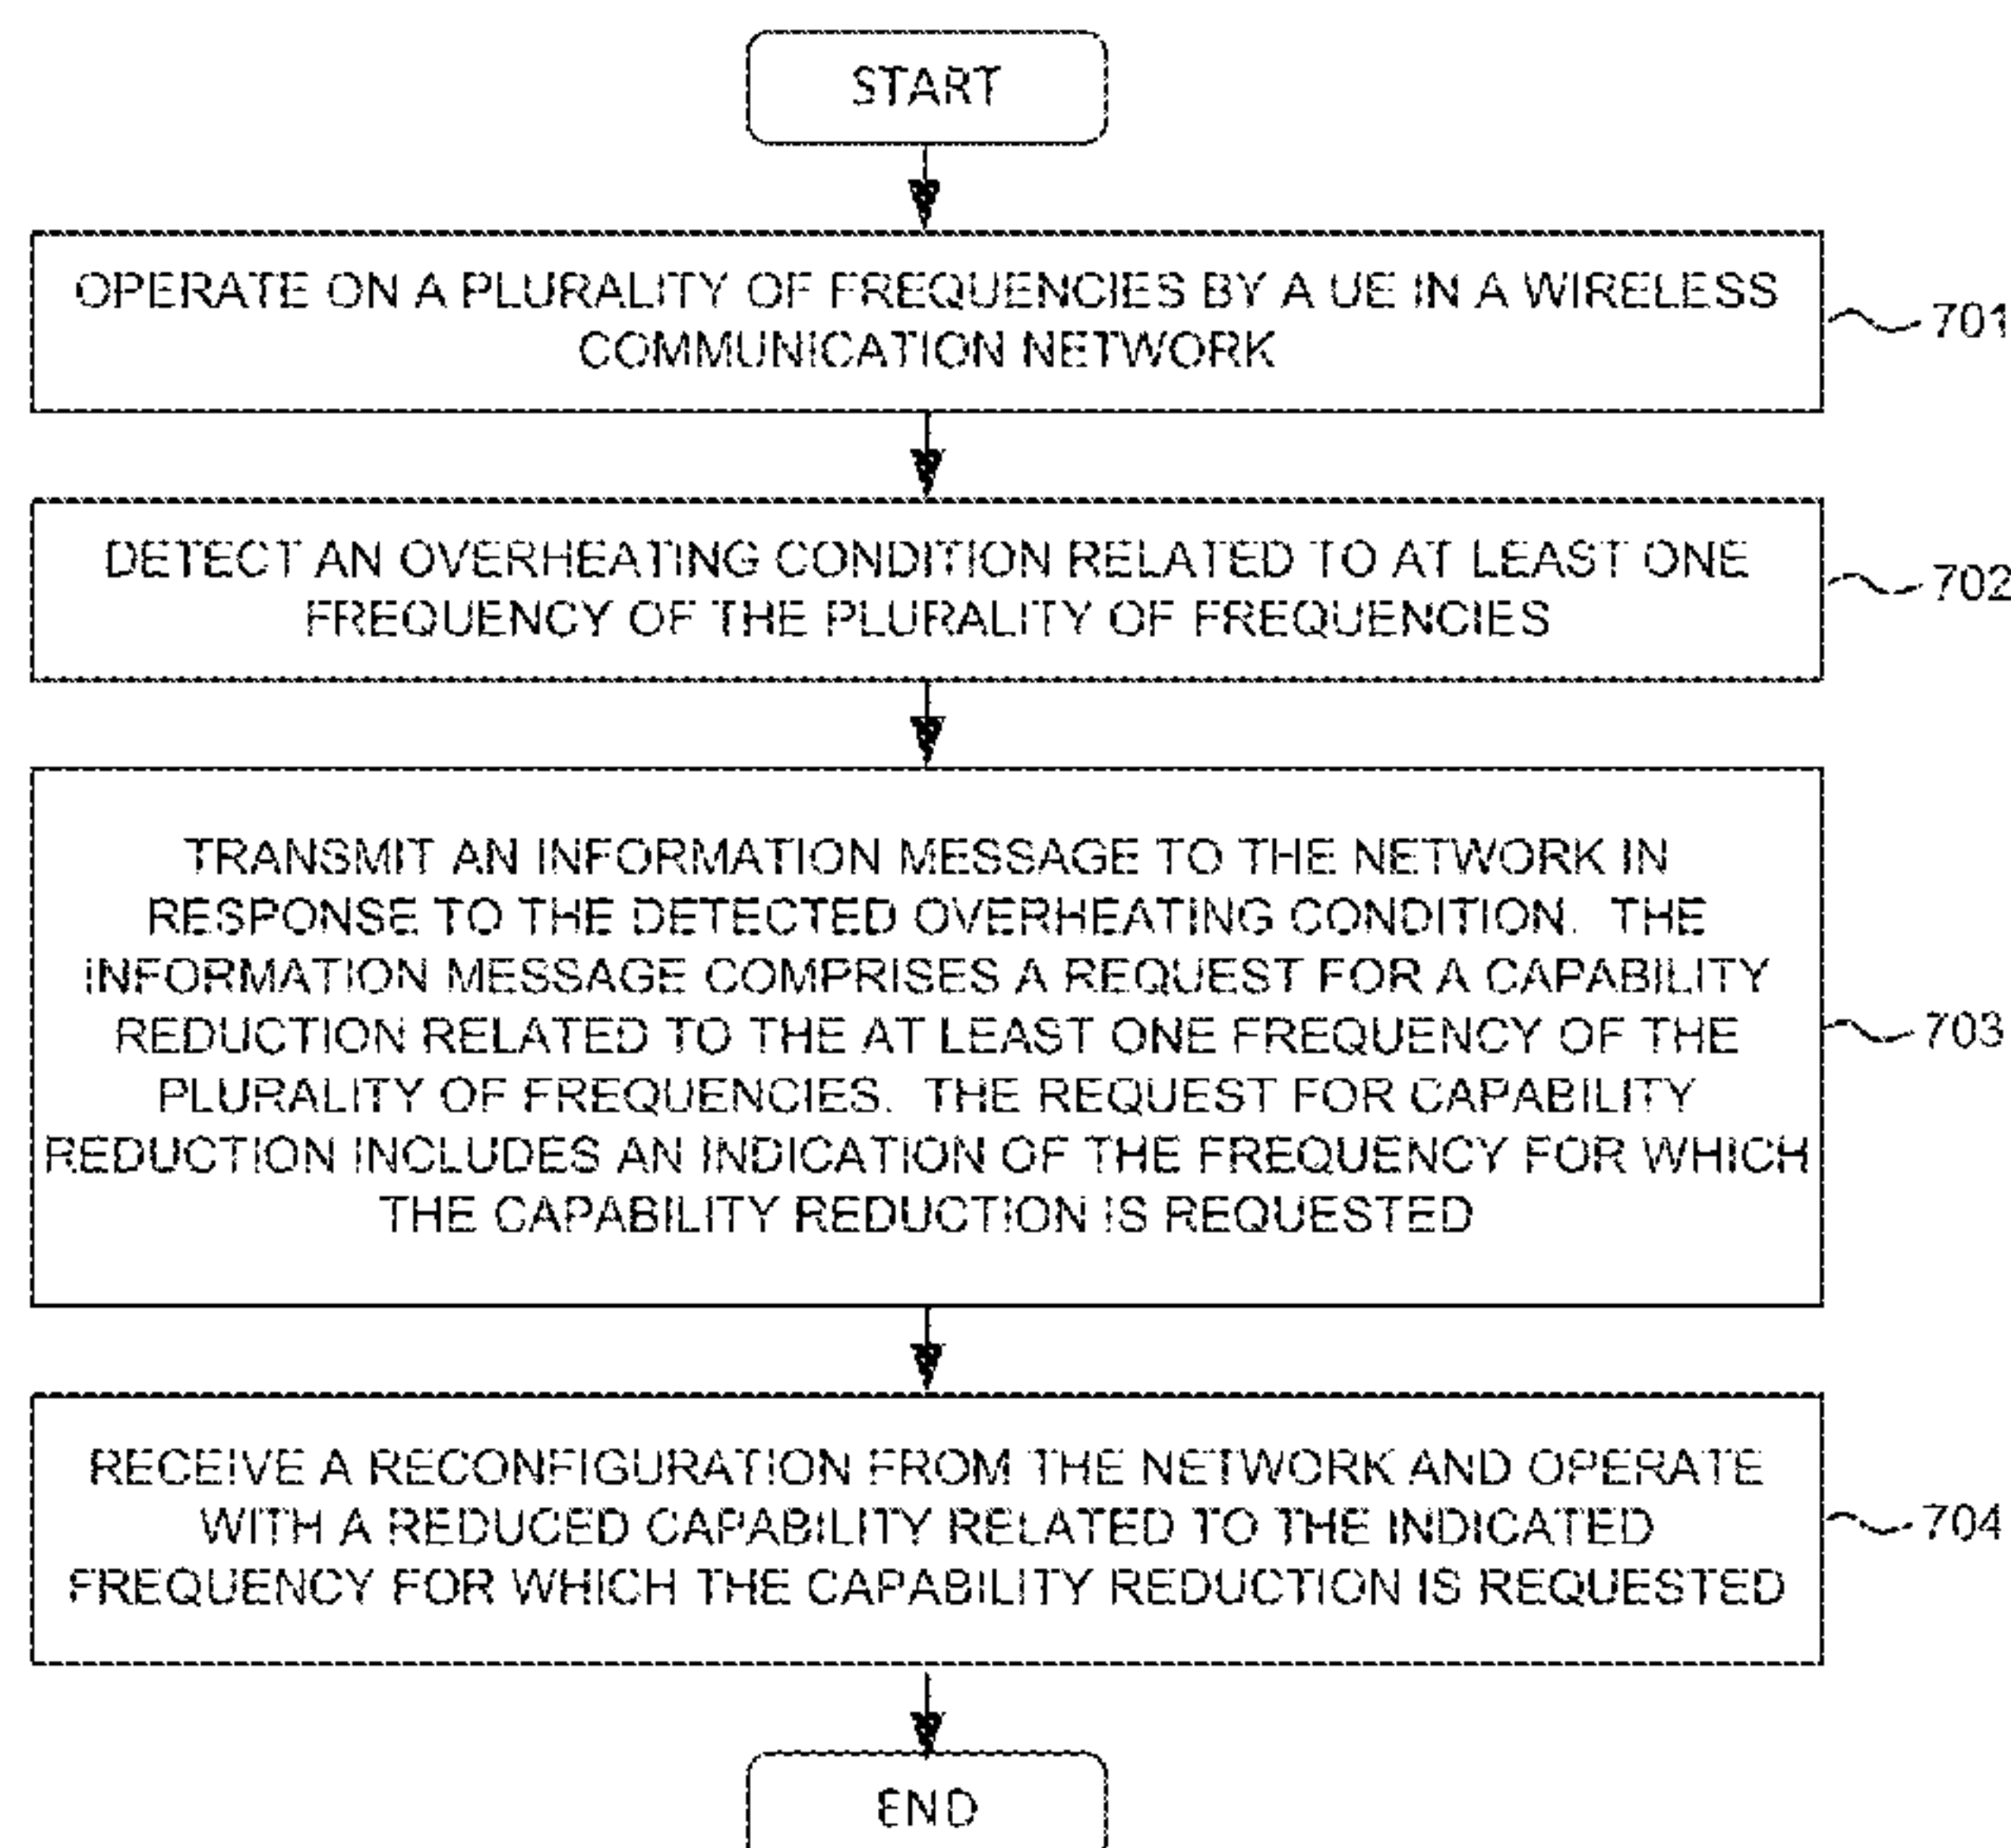 START
OPERATE ON A PLURALITY OF FREQUENCIES BY A UE IN A WIRELESS
COMMUNICATION NETWORK
701
DETECT AN OVERHEATING CONDITION RELATED TO AT LEAST ONE
FREQUENCY OF THE PLURALITY OF FREQUENCIES
702
TRANSMIT AN INFORMATION MESSAGE TO THE NETWORK IN
RESPONSE TO THE DETECTED OVERHEATING CONDITION. THE
INFORMATION MESSAGE COMPRISES A REQUEST FOR A CAPABILITY
REDUCTION RELATED TO THE AT LEAST ONE FREQUENCY OF THE
PLURALITY OF FREQUENCIES. THE REQUEST FOR CAPABILITY
REDUCTION INCLUDES AN INDICATION OF THE FREQUENCY FOR WHICH
THE CAPABILITY REDUCTION IS REQUESTED
703
RECEIVE A RECONFIGURATION FROM THE NETWORK AND OPERATE
WITH A REDUCED CAPABILITY RELATED TO THE INDICATED
FREQUENCY FOR WHICH THE CAPABILITY REDUCTION IS REQUESTED
704
END